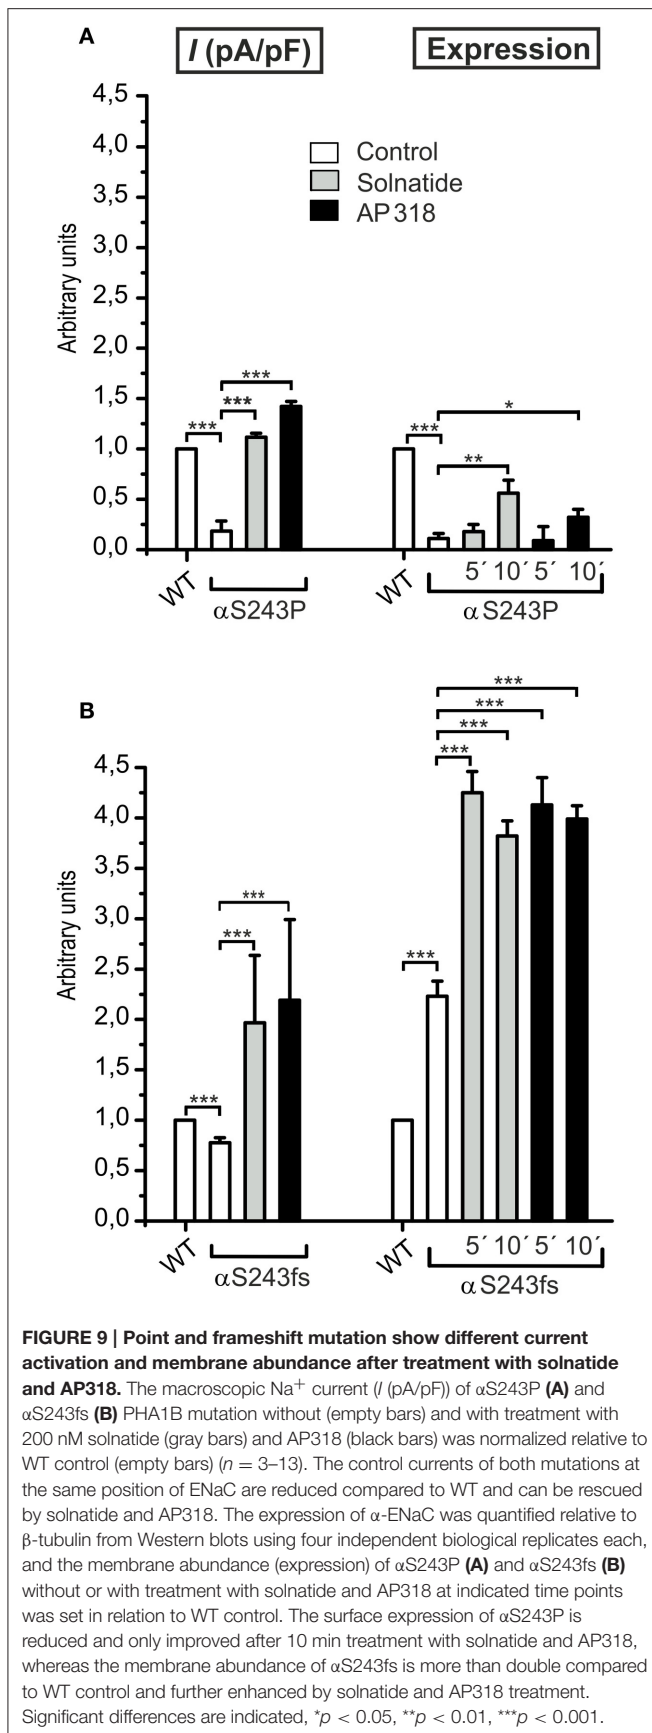 A
I (pA/pF)
Expression
4,5
4,0
3,5
3,0
2,5
2,0
1,5
1,0
0,5
0,0
Arbitrary units
Control
Solnatide
AP318
***
***
***
***
**
*
WT
αS243P
WT
5´ 10´ 5´ 10´
αS243P
B
4,5
4,0
3,5
3,0
2,5
2,0
1,5
1,0
0,5
0,0
Arbitrary units
***
***
***
***
***
***
***
***
WT
αS243fs
WT
5´ 10´ 5´ 10´
αS243fs
FIGURE 9 | Point and frameshift mutation show different current
activation and membrane abundance after treatment with solnatide
and AP318. The macroscopic Na+ current (I (pA/pF)) of αS243P (A) and
αS243fs (B) PHA1B mutation without (empty bars) and with treatment with
200 nM solnatide (gray bars) and AP318 (black bars) was normalized relative to
WT control (empty bars) (n = 3–13). The control currents of both mutations at
the same position of ENaC are reduced compared to WT and can be rescued
by solnatide and AP318. The expression of α-ENaC was quantified relative to
β-tubulin from Western blots using four independent biological replicates each,
and the membrane abundance (expression) of αS243P (A) and αS243fs (B)
without or with treatment with solnatide and AP318 at indicated time points
was set in relation to WT control. The surface expression of αS243P is
reduced and only improved after 10 min treatment with solnatide and AP318,
whereas the membrane abundance of αS243fs is more than double compared
to WT control and further enhanced by solnatide and AP318 treatment.
Significant differences are indicated, *p < 0.05, **p < 0.01, ***p < 0.001.